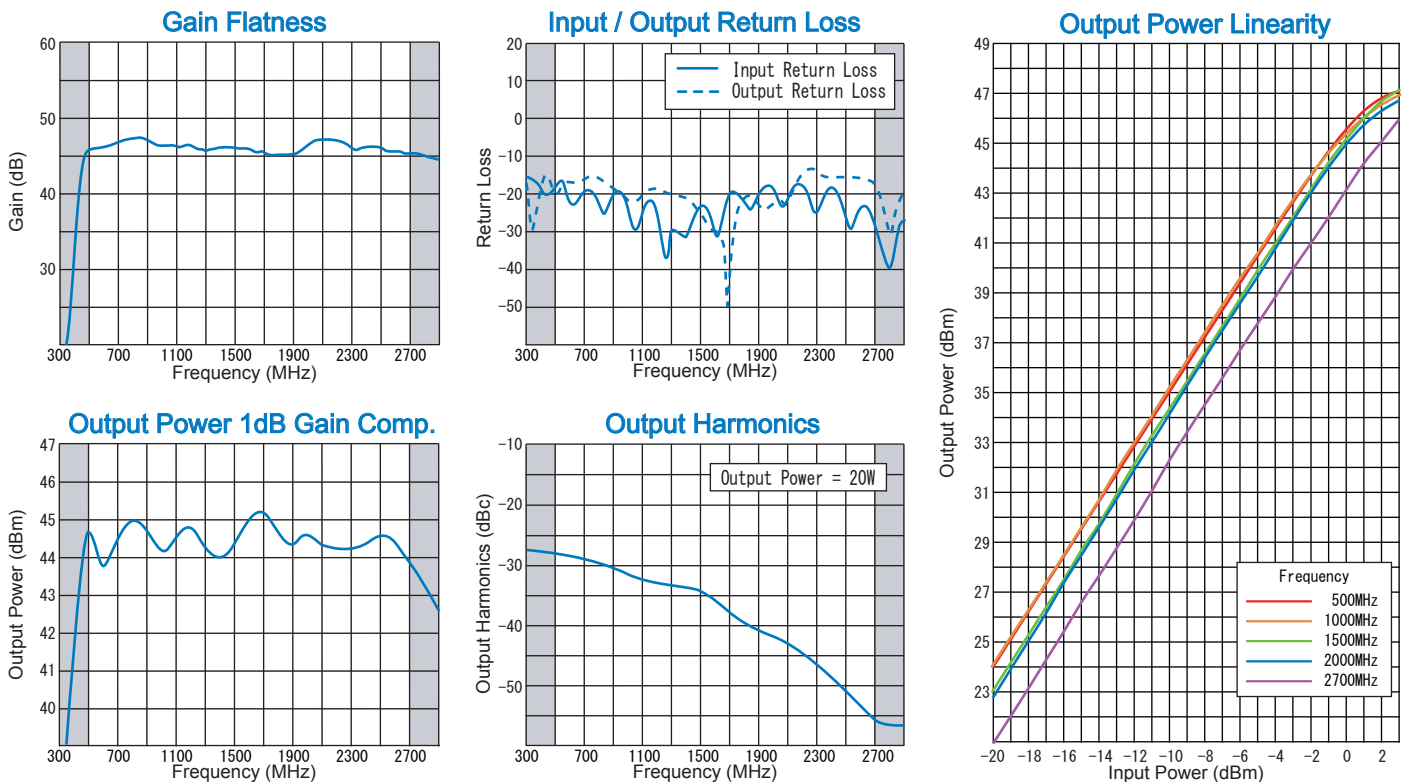 Gain Flatness
60
50
40
30
Gain (dB)
300 700 1100 1500 1900 2300 2700
Frequency (MHz)
Input / Output Return Loss
20
10
0
-10
-20
-30
-40
-50
Return Loss
Input Return Loss
Output Return Loss
300 700 1100 1500 1900 2300 2700
Frequency (MHz)
Output Power 1dB Gain Comp.
47
46
45
44
43
42
41
40
Output Power (dBm)
300 700 1100 1500 1900 2300 2700
Frequency (MHz)
Output Harmonics
-10
-20
-30
-40
-50
Output Harmonics (dBc)
Output Power = 20W
300 700 1100 1500 1900 2300 2700
Frequency (MHz)
Output Power Linearity
49
47
45
43
41
39
37
35
33
31
29
27
25
23
Output Power (dBm)
Frequency
500MHz
1000MHz
1500MHz
2000MHz
2700MHz
-20 -18 -16 -14 -12 -10 -8 -6 -4 -2 0 2
Input Power (dBm)